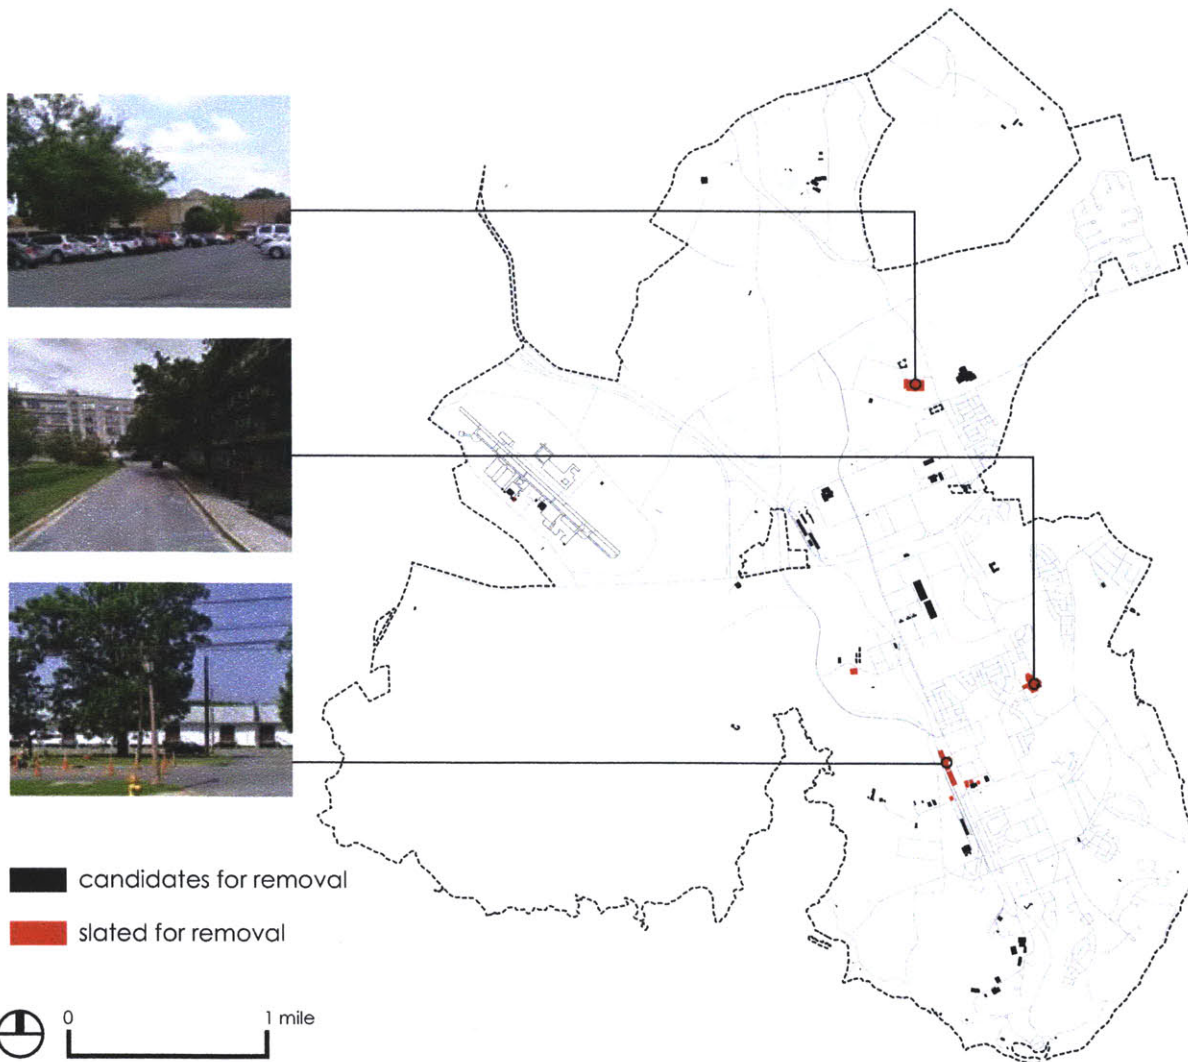 candidates for removal
slated for removal
0 1 mile